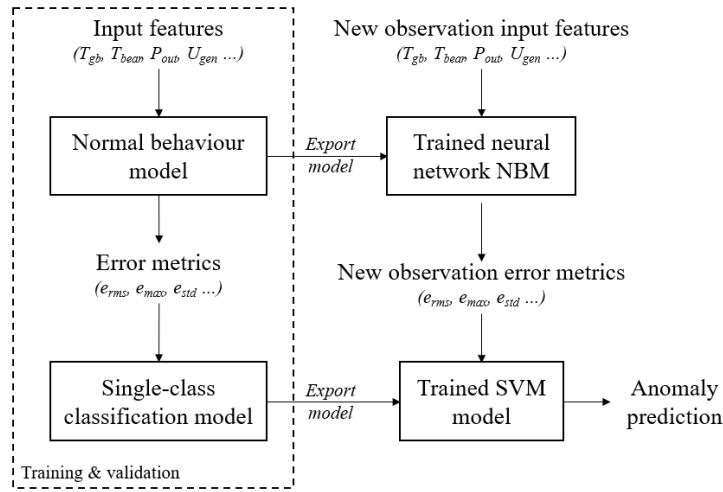 Input features
(T_gb, T_bear, P_out, U_gen ...)
Normal behaviour
model
Error metrics
(e_rms, e_max, e_std ...)
Single-class
classification model
Training & validation
Export
model
Export
model
New observation input features
(T_gb, T_bear, P_out, U_gen ...)
Trained neural
network NBM
New observation error metrics
(e_rms, e_max, e_std ...)
Trained SVM
model
Anomaly
prediction